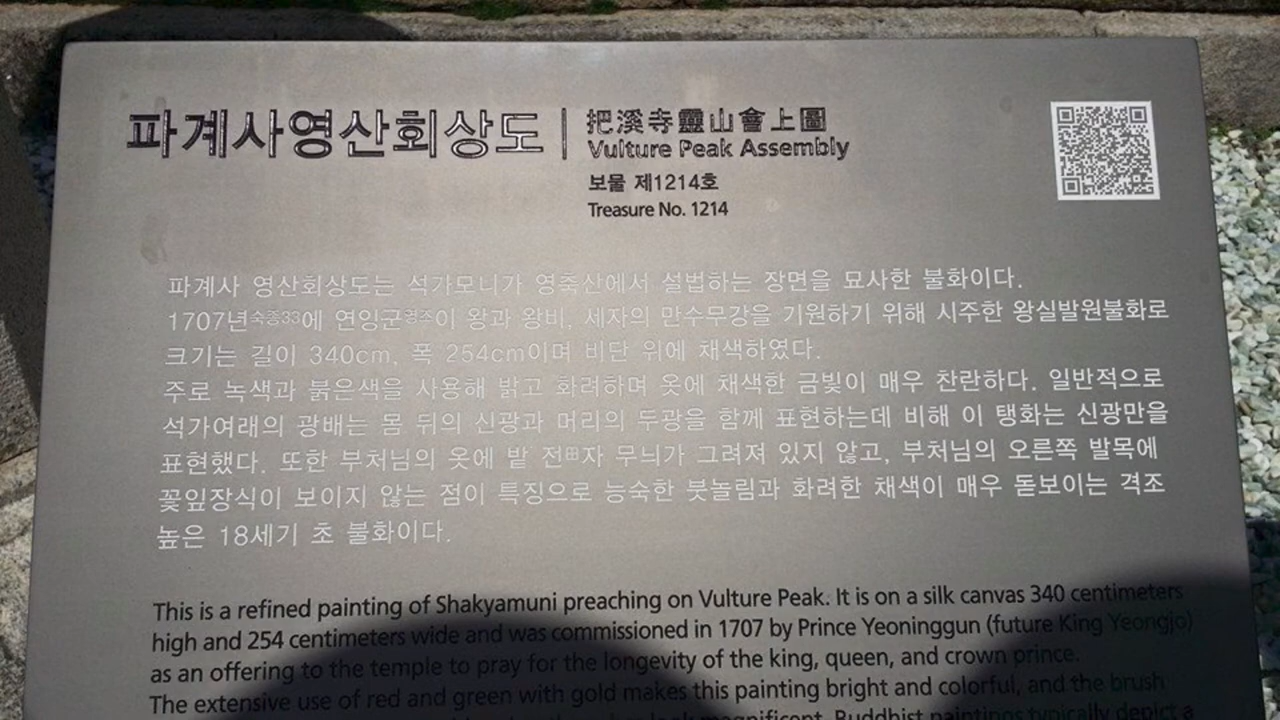 파계사영산회상도
把溪寺靈山會上圖
Vulture Peak Assembly
보물 제1214호
Treasure No. 1214
파계사 영산회상도는 석가모니가 영축산에서 설법하는 장면을 묘사한 불화이다.
1707년숙종33에 연잉군영조이 왕과 왕비, 세자의 만수무강을 기원하기 위해 시주한 왕실발원불화로
크기는 길이 340cm, 폭 254cm이며 비단 위에 채색하였다.
주로 녹색과 붉은색을 사용해 밝고 화려하며 옷에 채색한 금빛이 매우 찬란하다. 일반적으로
석가여래의 광배는 몸 뒤의 신광과 머리의 두광을 함께 표현하는데 비해 이 탱화는 신광만을
표현했다. 또한 부처님의 옷에 밭 전田자 무늬가 그려져 있지 않고, 부처님의 오른쪽 발목에
꽃잎장식이 보이지 않는 점이 특징으로 능숙한 붓놀림과 화려한 채색이 매우 돋보이는 격조
높은 18세기 초 불화이다.
This is a refined painting of Shakyamuni preaching on Vulture Peak. It is on a silk canvas 340 centimeters
high and 254 centimeters wide and was commissioned in 1707 by Prince Yeoninggun (future King Yeongjo)
as an offering to the temple to pray for the longevity of the king, queen, and crown prince.
The extensive use of red and green with gold makes this painting bright and colorful, and the brush
magnificent. Buddhist paintings typically depict a